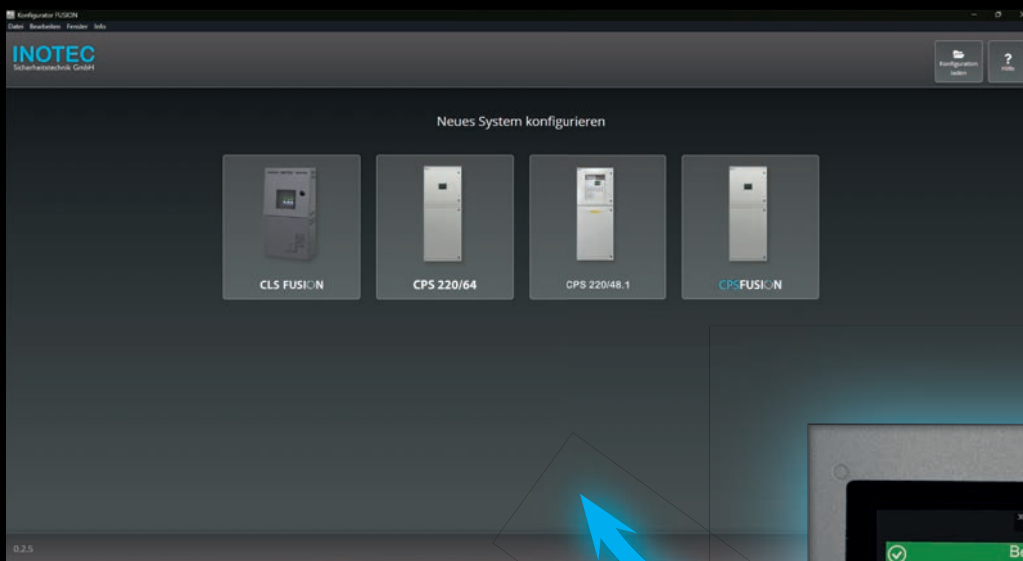 Konfigurator FUSION
Datei Bearbeiten Fenster Info
INOTEC
Sicherheitstechnik GmbH
Konfiguration
laden
?
Hilfe
Neues System konfigurieren
CLS FUSION
CPS 220/64
CPS 220/48.1
CPSFUSION
0.2.5
Be